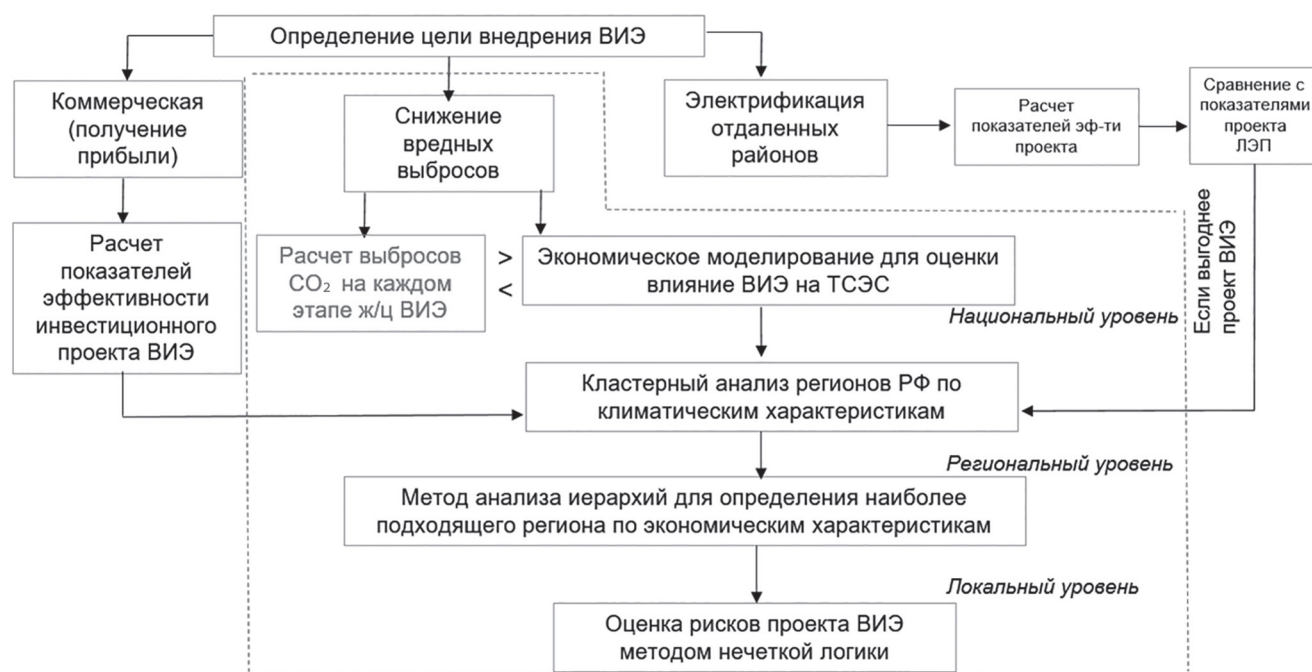 Определение цели внедрения ВИЭ
Коммерческая
(получение
прибыли)
Снижение
вредных
выбросов
Электрификация
отдаленных
районов
Расчет
показателей эф-ти
проекта
Сравнение с
показателями
проекта
ЛЭП
Расчет
показателей
эффективности
инвестиционного
проекта ВИЭ
Расчет выбросов
CO₂ на каждом
этапе ж/ц ВИЭ
>
<
Экономическое моделирование для оценки
влияние ВИЭ на ТСЭС
Если выгоднее
проект ВИЭ
Национальный уровень
Кластерный анализ регионов РФ по
климатическим характеристикам
Региональный уровень
Метод анализа иерархий для определения наиболее
подходящего региона по экономическим характеристикам
Локальный уровень
Оценка рисков проекта ВИЭ
методом нечеткой логики